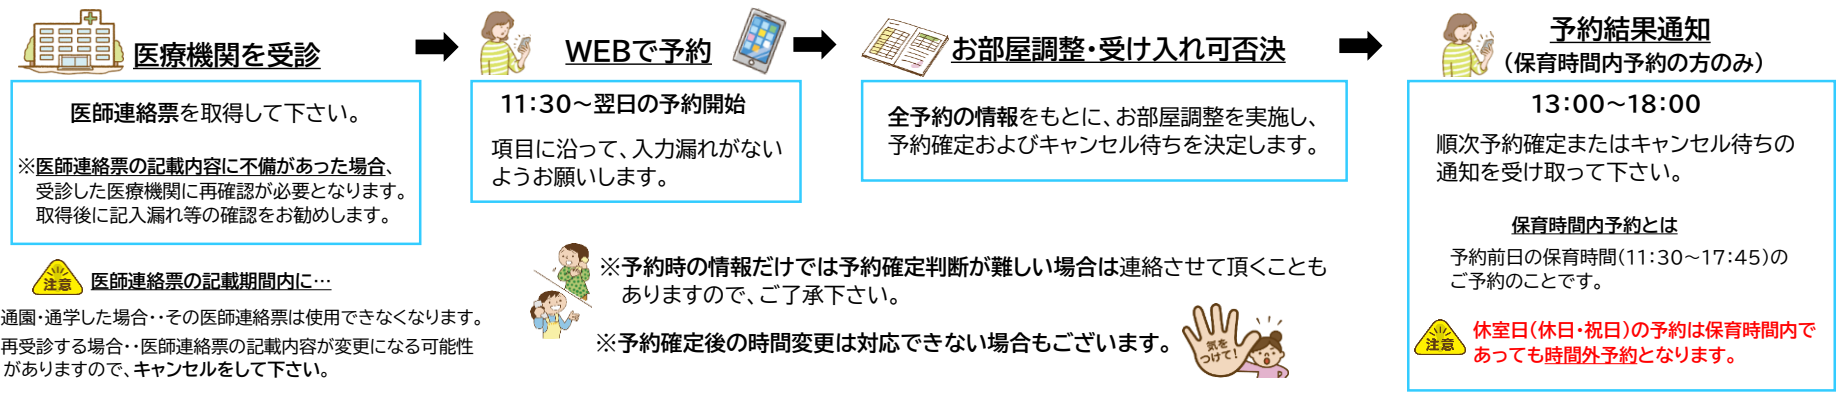 医療機関を受診
医師連絡票を取得して下さい。
※医師連絡票の記載内容に不備があった場合、
受診した医療機関に再確認が必要となります。
取得後に記入漏れ等の確認をお勧めします。
注意
医師連絡票の記載期間内に…
通園・通学した場合・・その医師連絡票は使用できなくなります。
再受診する場合・・医師連絡票の記載内容が変更になる可能性
がありますので、キャンセルをして下さい。
WEBで予約
11：30～翌日の予約開始
項目に沿って、入力漏れがない
ようお願いします。
お部屋調整・受け入れ可否決
全予約の情報をもとに、お部屋調整を実施し、
予約確定およびキャンセル待ちを決定します。
※予約時の情報だけでは予約確定判断が難しい場合は連絡させて頂くことも
ありますので、ご了承下さい。
※予約確定後の時間変更は対応できない場合もございます。
気を
つけて！
予約結果通知
（保育時間内予約の方のみ）
13：00～18：00
順次予約確定またはキャンセル待ちの
通知を受け取って下さい。
保育時間内予約とは
予約前日の保育時間（11：30～17：45）の
ご予約のことです。
注意
休室日（休日・祝日）の予約は保育時間内で
あっても時間外予約となります。